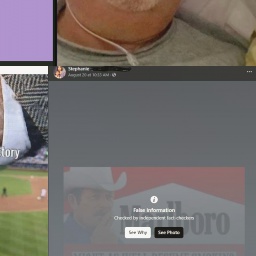 Stephanie
August 20 at 10:33 AM
Tory
False Information
Checked by independent fact-checkers
Marlboro
See Why
See Photo